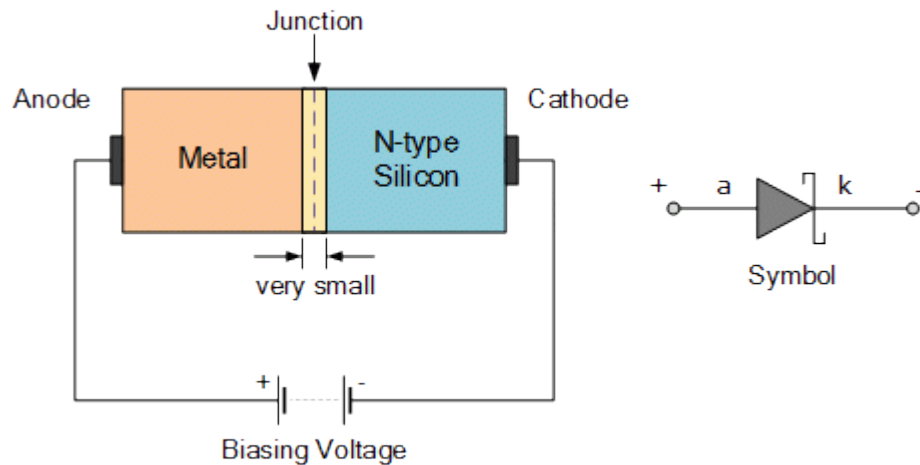 Junction
Anode
Cathode
Metal
N-type
Silicon
very small
+ -
Biasing Voltage
+ a k -
Symbol